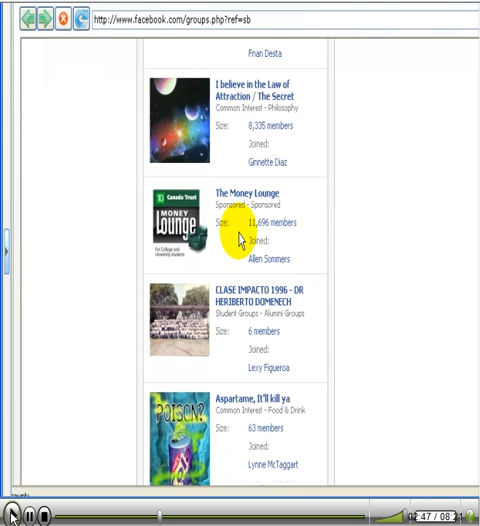 http://www.facebook.com/groups.php?ref=sb
Fnan Desta
I believe in the Law of
Attraction / The Secret
Common Interest - Philosophy
Size: 8,335 members
Joined:
Ginnette Diaz
The Money Lounge
Sponsored - Sponsored
Size: 11,696 members
Joined:
Allen Sommers
TD Canada Trust
MONEY
lounge
For College and
University students
CLASE IMPACTO 1996 - DR
HERIBERTO DOMENECH
Student Groups - Alumni Groups
Size: 6 members
Joined:
Lexy Figueroa
Aspartame, It'll kill ya
Common Interest - Food & Drink
Size: 63 members
Joined:
Lynne McTaggart
POISON?
02:47 / 08:21